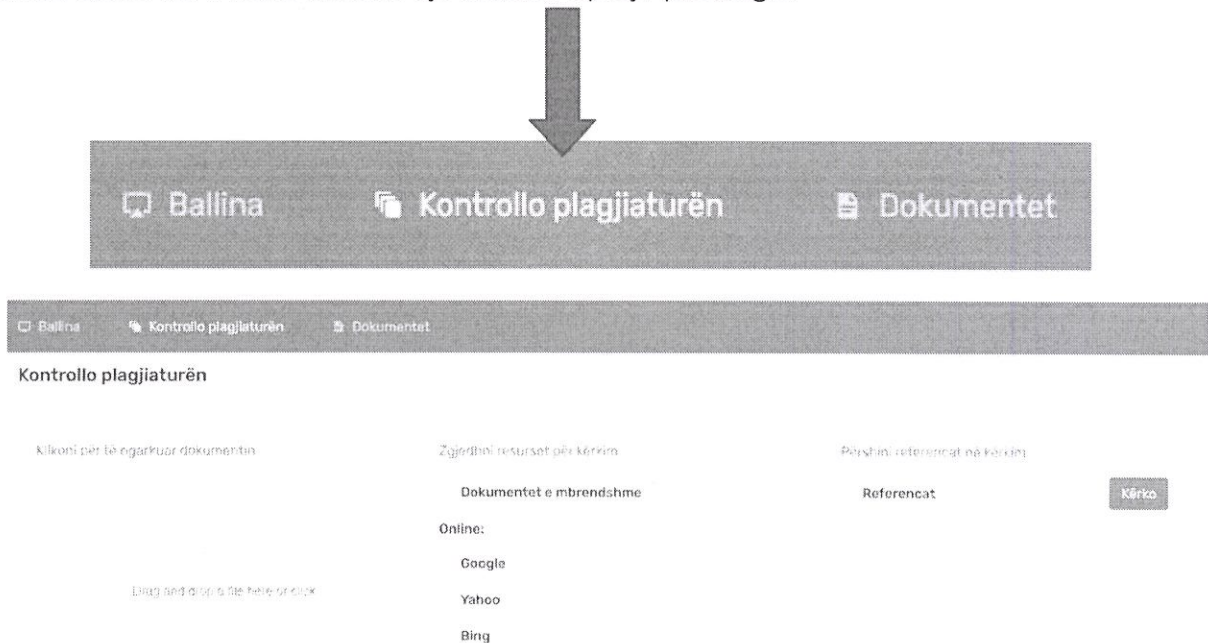 Ballina Kontrollo plagjiaturën Dokumentet
Ballina Kontrollo plagjiaturën Dokumentet
Kontrollo plagjiaturën
Klikoni për të ngarkuar dokumentin Zgjedhni resurset për kërkim Përshini referencat në kërkim
Dokumentet e mbrendshme Referencat Kërko
Online:
Google
Drag and drop a file here or click
Yahoo
Bing